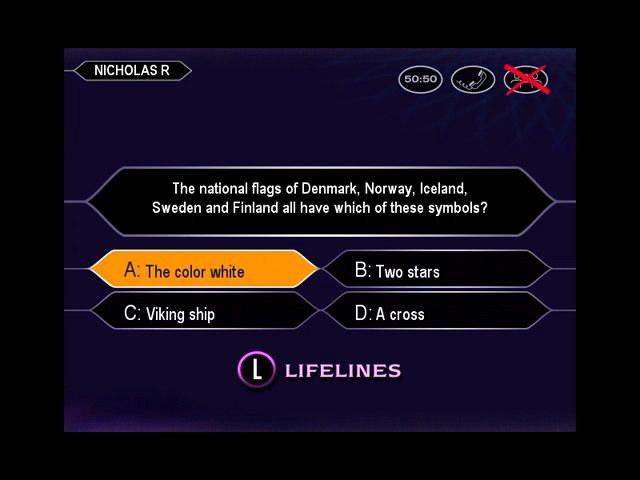 NICHOLAS R
50:50
The national flags of Denmark, Norway, Iceland,
Sweden and Finland all have which of these symbols?
A: The color white
B: Two stars
C: Viking ship
D: A cross
L LIFELINES